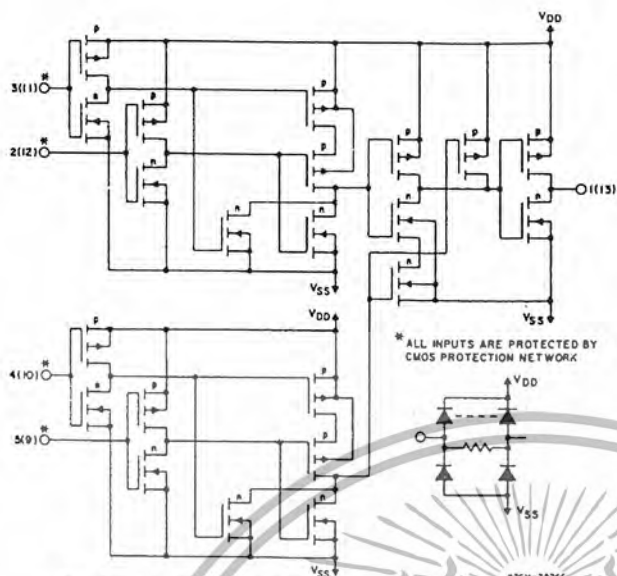 VDD
p
p
3(11)
*
n
p
p
p
p
p
2(12)
*
n
n
1(13)
n
n
n
n
VSS
VSS
VDD
p
* ALL INPUTS ARE PROTECTED BY
CMOS PROTECTION NETWORK
4(10)
*
n
p
p
p
VDD
5(9)
*
n
n
n
VSS
VSS